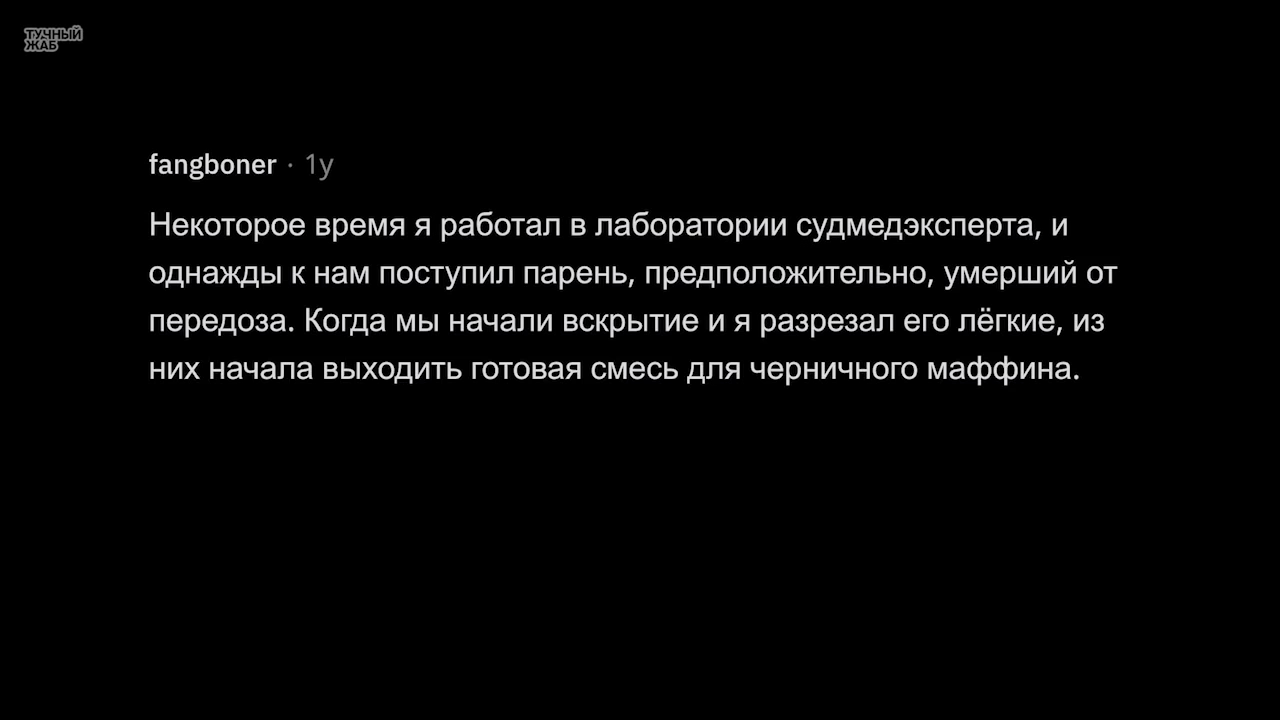 ТУЧНЫЙ
ЖАБ
fangboner · 1y
Некоторое время я работал в лаборатории судмедэксперта, и
однажды к нам поступил парень, предположительно, умерший от
передоза. Когда мы начали вскрытие и я разрезал его лёгкие, из
них начала выходить готовая смесь для черничного маффина.